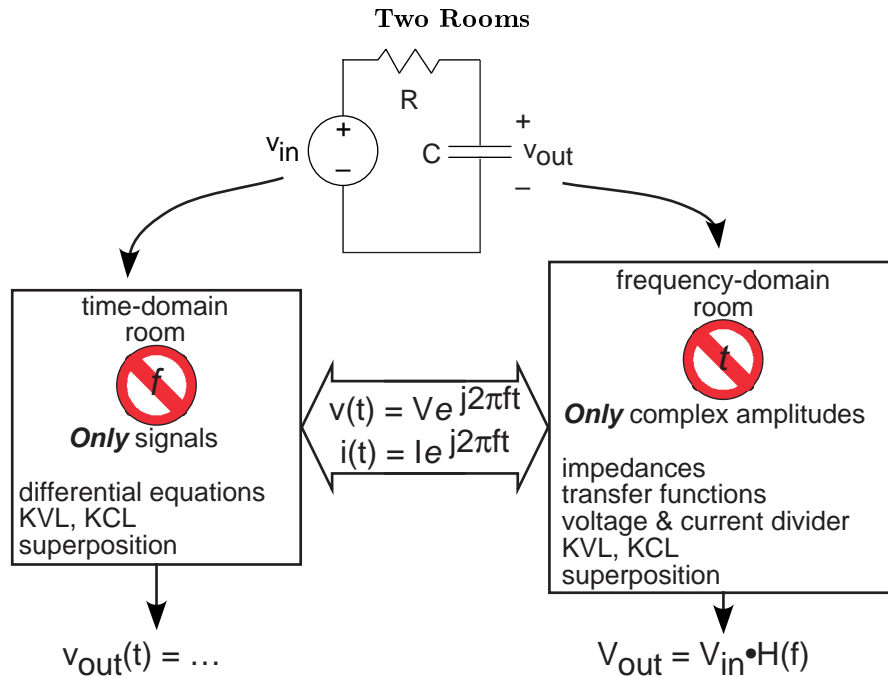 Two Rooms
R
+
vin
–
C
+
vout
–
time-domain
room
f
Only signals
differential equations
KVL, KCL
superposition
v(t) = Ve j2πft
i(t) = Ie j2πft
frequency-domain
room
t
Only complex amplitudes
impedances
transfer functions
voltage & current divider
KVL, KCL
superposition
vout(t) = …
Vout = Vin•H(f)